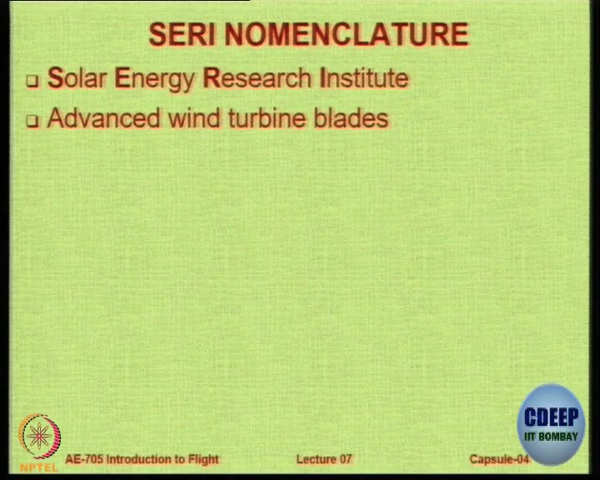 SERI NOMENCLATURE
Solar Energy Research Institute
Advanced wind turbine blades
CDEEP
IIT BOMBAY
NPTEL
AE-705 Introduction to Flight
Lecture 07
Capsule-04